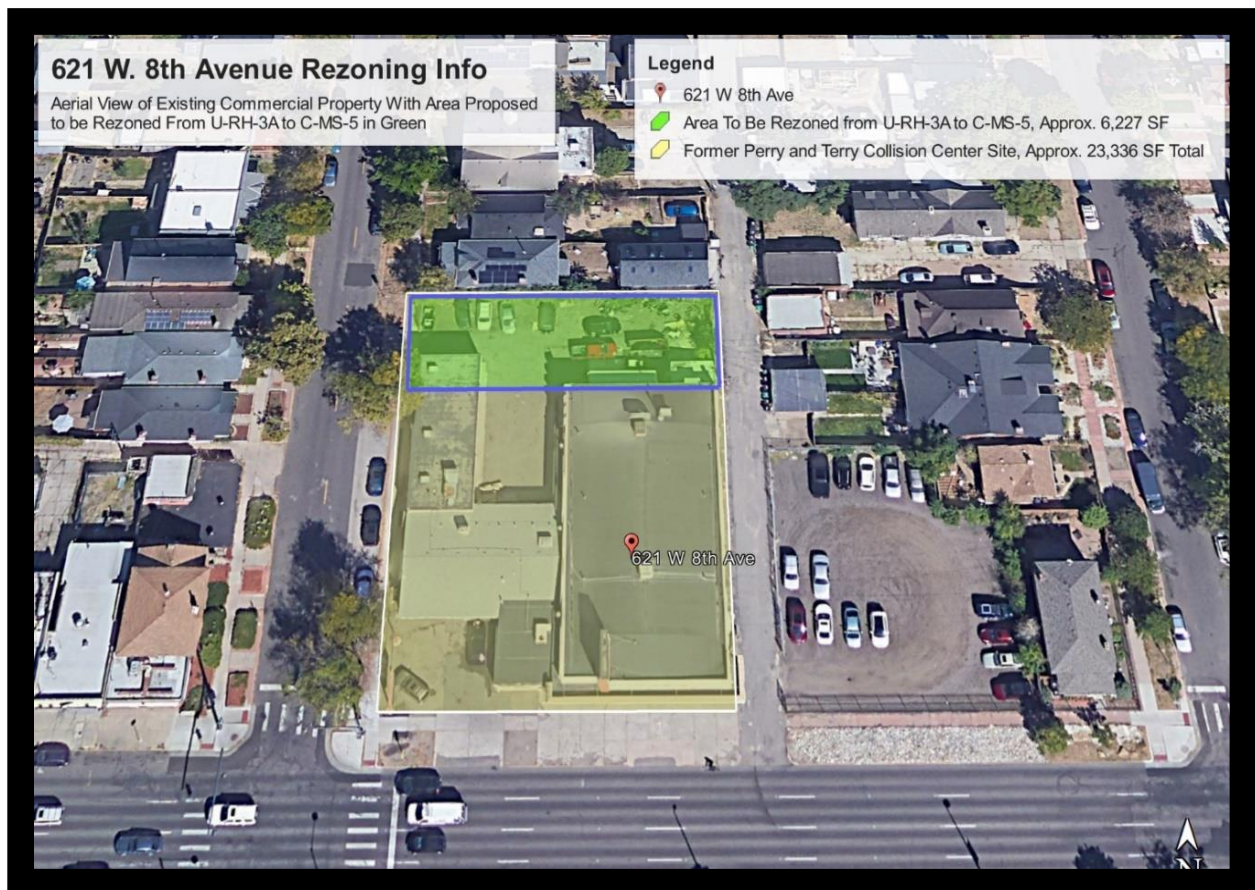 621 W. 8th Avenue Rezoning Info
Aerial View of Existing Commercial Property With Area Proposed
to be Rezoned From U-RH-3A to C-MS-5 in Green
Legend
621 W 8th Ave
Area To Be Rezoned from U-RH-3A to C-MS-5, Approx. 6,227 SF
Former Perry and Terry Collision Center Site, Approx. 23,336 SF Total
621 W 8th Ave
N